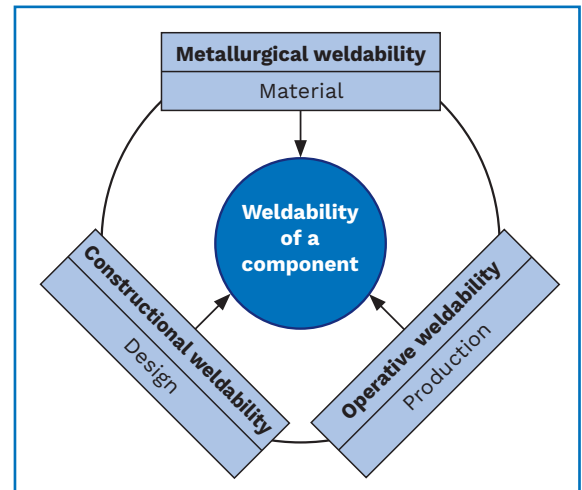 Metallurgical weldability
Material
Weldability
of a
component
Constructional weldability
Design
Operative weldability
Production